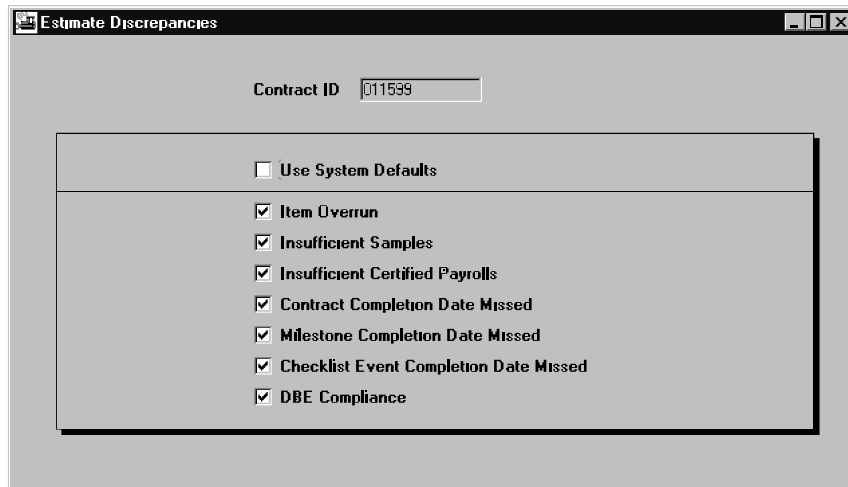 Estimate Discrepancies
Contract ID 011599
Use System Defaults
Item Overrun
Insufficient Samples
Insufficient Certified Payrolls
Contract Completion Date Missed
Milestone Completion Date Missed
Checklist Event Completion Date Missed
DBE Compliance